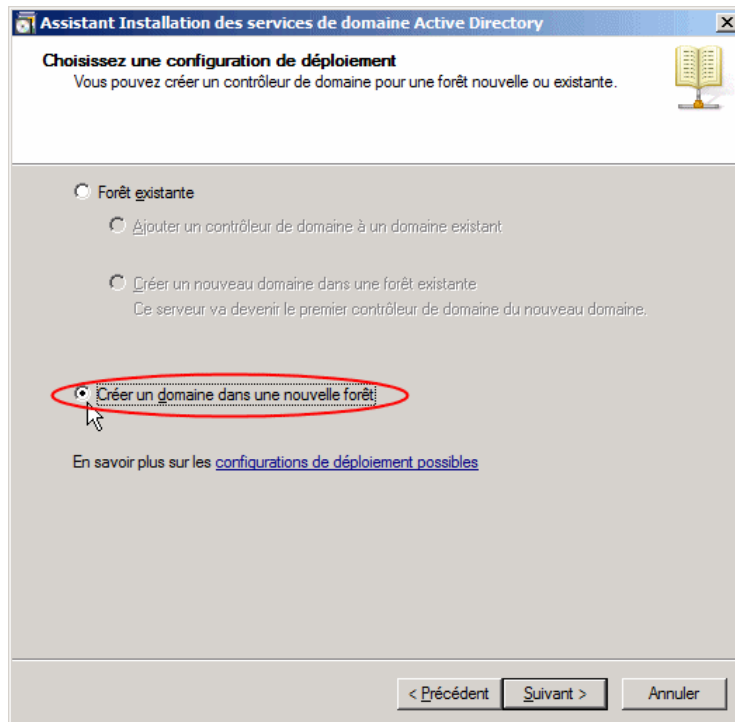 Assistant Installation des services de domaine Active Directory
Choisissez une configuration de déploiement
Vous pouvez créer un contrôleur de domaine pour une forêt nouvelle ou existante.
Forêt existante
Ajouter un contrôleur de domaine à un domaine existant
Créer un nouveau domaine dans une forêt existante
Ce serveur va devenir le premier contrôleur de domaine du nouveau domaine.
Créer un domaine dans une nouvelle forêt
En savoir plus sur les configurations de déploiement possibles
< Précédent Suivant > Annuler